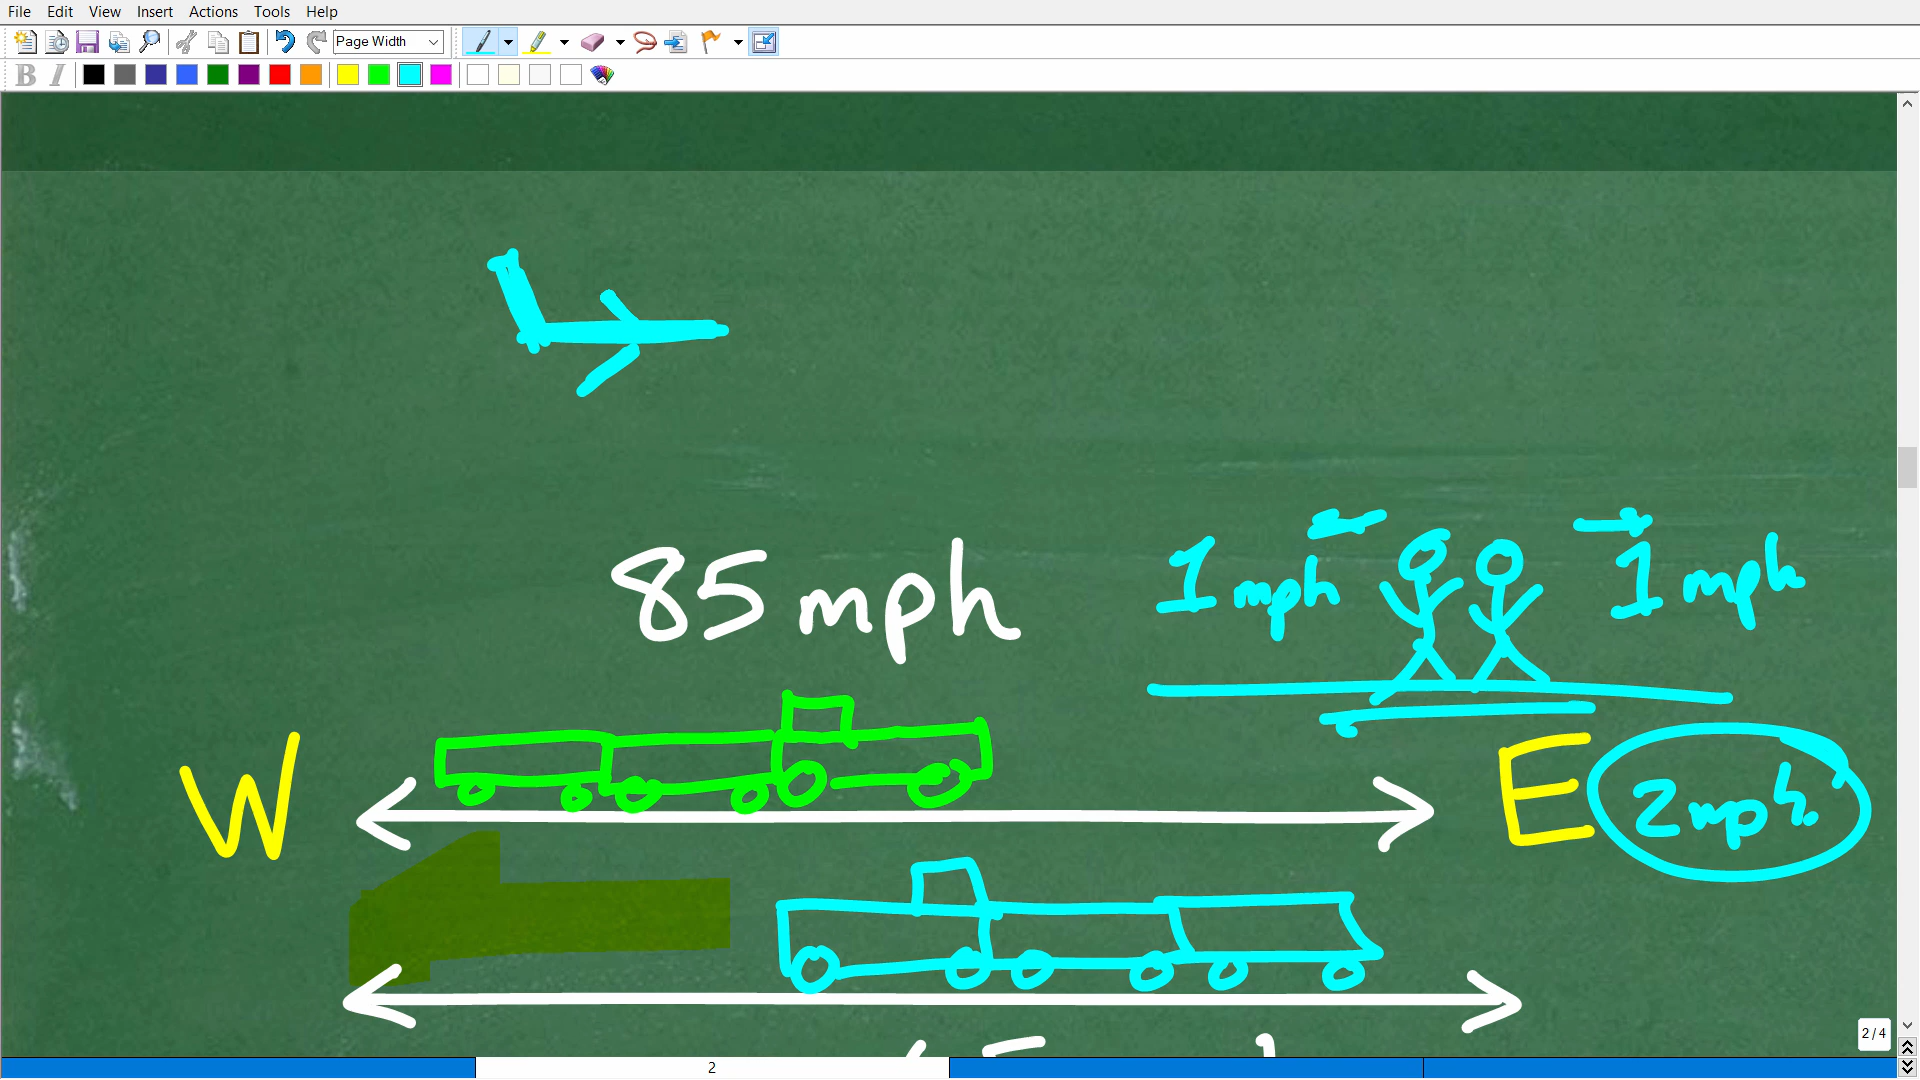 File Edit View Insert Actions Tools Help
Page Width
B I
85 mph
1 mph 1 mph
W E 2 mph
2 / 4
2